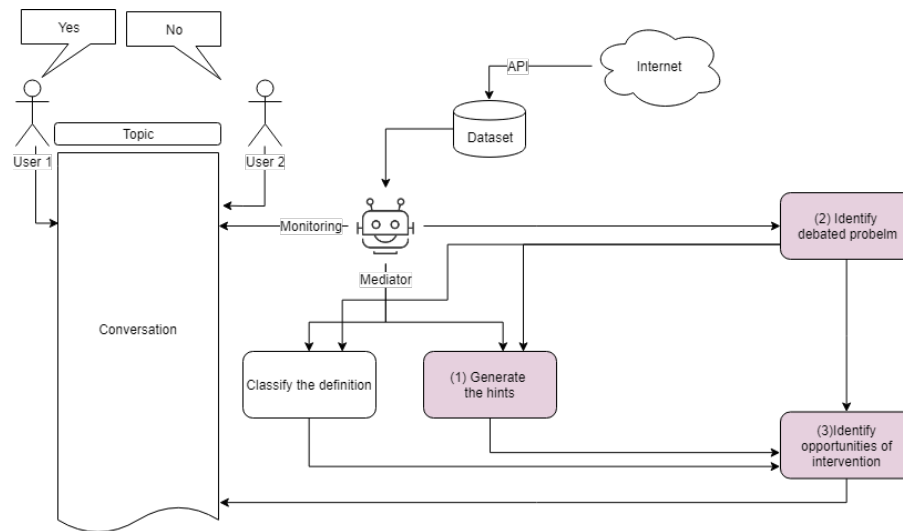 Yes
No
API
Internet
Dataset
Topic
User 1
User 2
Monitoring
Mediator
(2) Identify
debated probelm
Conversation
Classify the definition
(1) Generate
the hints
(3)Identify
opportunities of
intervention